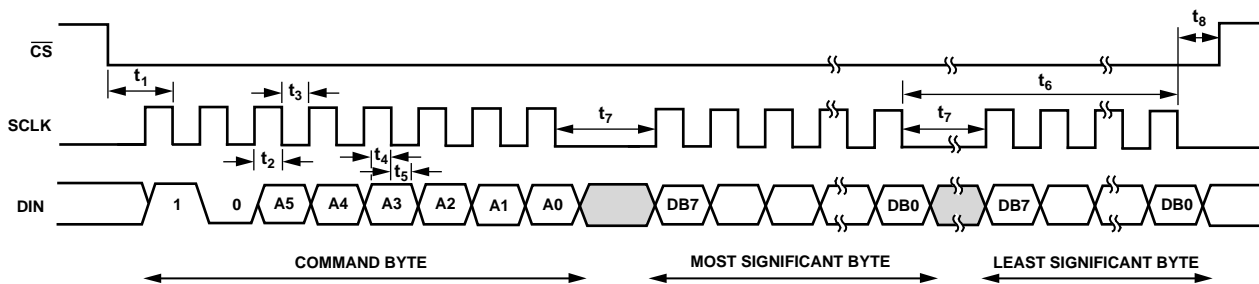 t8
CS
t1
t3
t6
SCLK
t7
t7
t2
t4
t5
DIN
1
0
A5
A4
A3
A2
A1
A0
DB7
DB0
DB7
DB0
COMMAND BYTE
MOST SIGNIFICANT BYTE
LEAST SIGNIFICANT BYTE